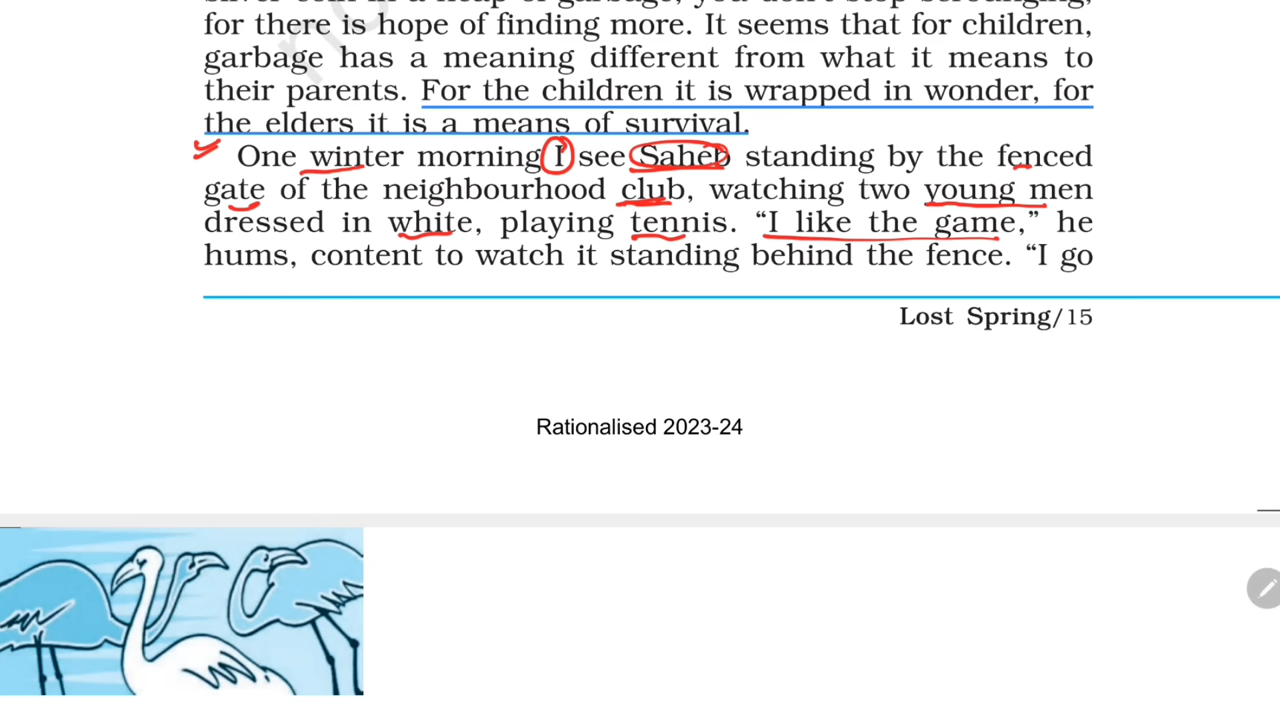 for there is hope of finding more. It seems that for children,
garbage has a meaning different from what it means to
their parents. For the children it is wrapped in wonder, for
the elders it is a means of survival.
One winter morning I see Saheb standing by the fenced
gate of the neighbourhood club, watching two young men
dressed in white, playing tennis. “I like the game,” he
hums, content to watch it standing behind the fence. “I go
Lost Spring/15
Rationalised 2023-24